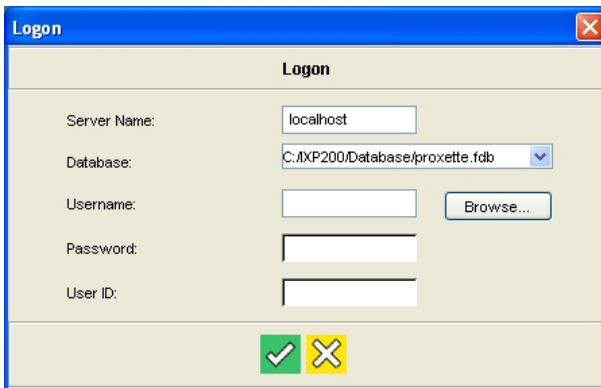 Logon
Logon
Server Name: localhost
Database: C:/IXP200/Database/proxette.fdb
Username: Browse...
Password:
User ID: